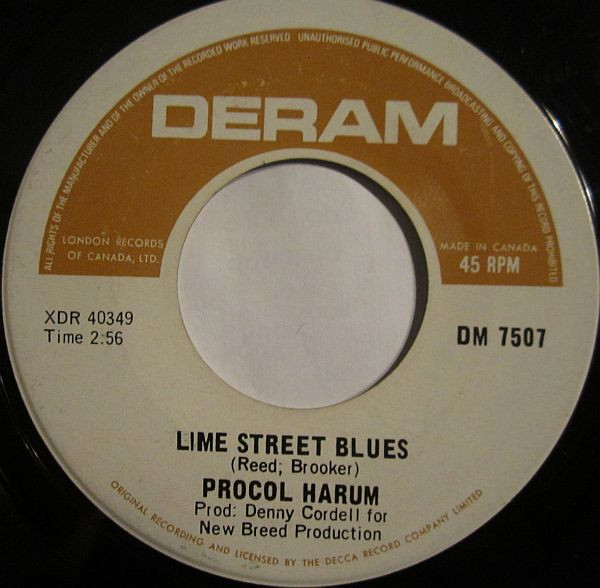 ALL RIGHTS OF THE MANUFACTURER AND OF THE OWNER OF THE RECORDED WORK RESERVED UNAUTHORISED PUBLIC PERFORMANCE BROADCASTING AND COPYING OF THIS RECORD PROHIBITED
DERAM
LONDON RECORDS
OF CANADA, LTD.
MADE IN CANADA
45 RPM
XDR 40349
Time 2:56
DM 7507
LIME STREET BLUES
(Reed; Brooker)
PROCOL HARUM
Prod: Denny Cordell for
New Breed Production
ORIGINAL RECORDING AND LICENSED BY THE DECCA RECORD COMPANY LIMITED